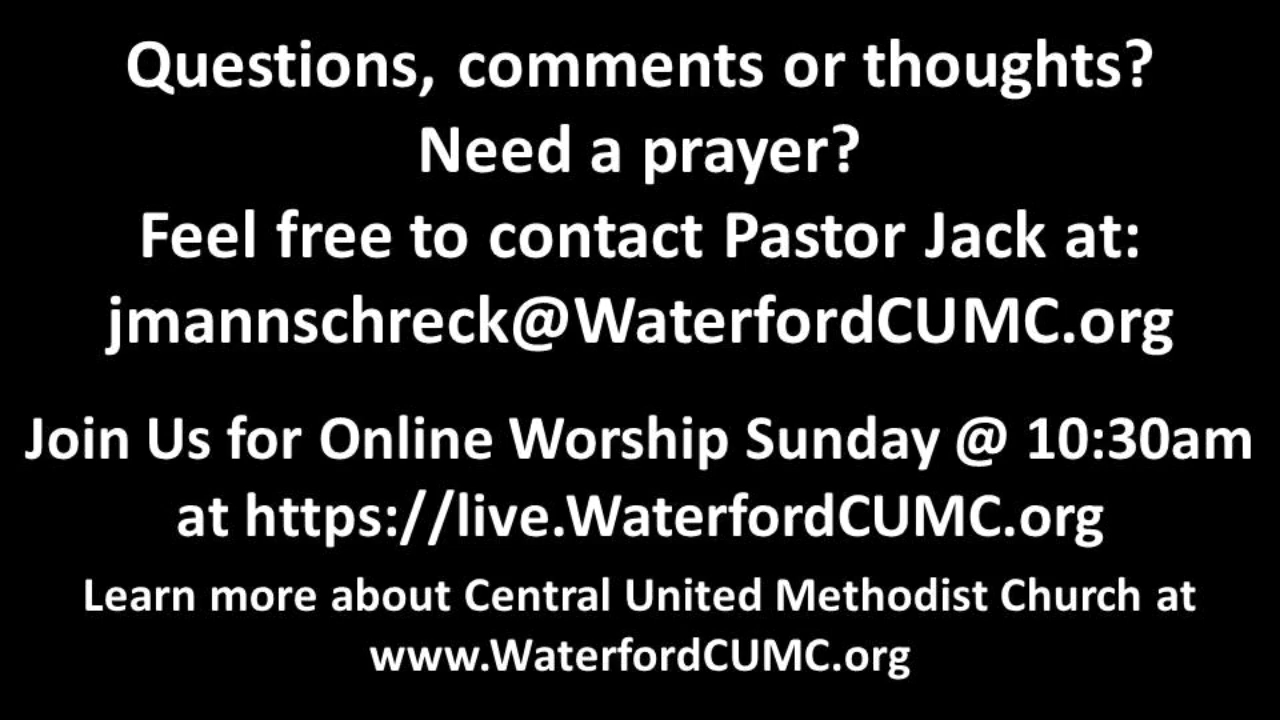 Questions, comments or thoughts?
Need a prayer?
Feel free to contact Pastor Jack at:
jmannschreck@WaterfordCUMC.org
Join Us for Online Worship Sunday @ 10:30am
at https://live.WaterfordCUMC.org
Learn more about Central United Methodist Church at
www.WaterfordCUMC.org